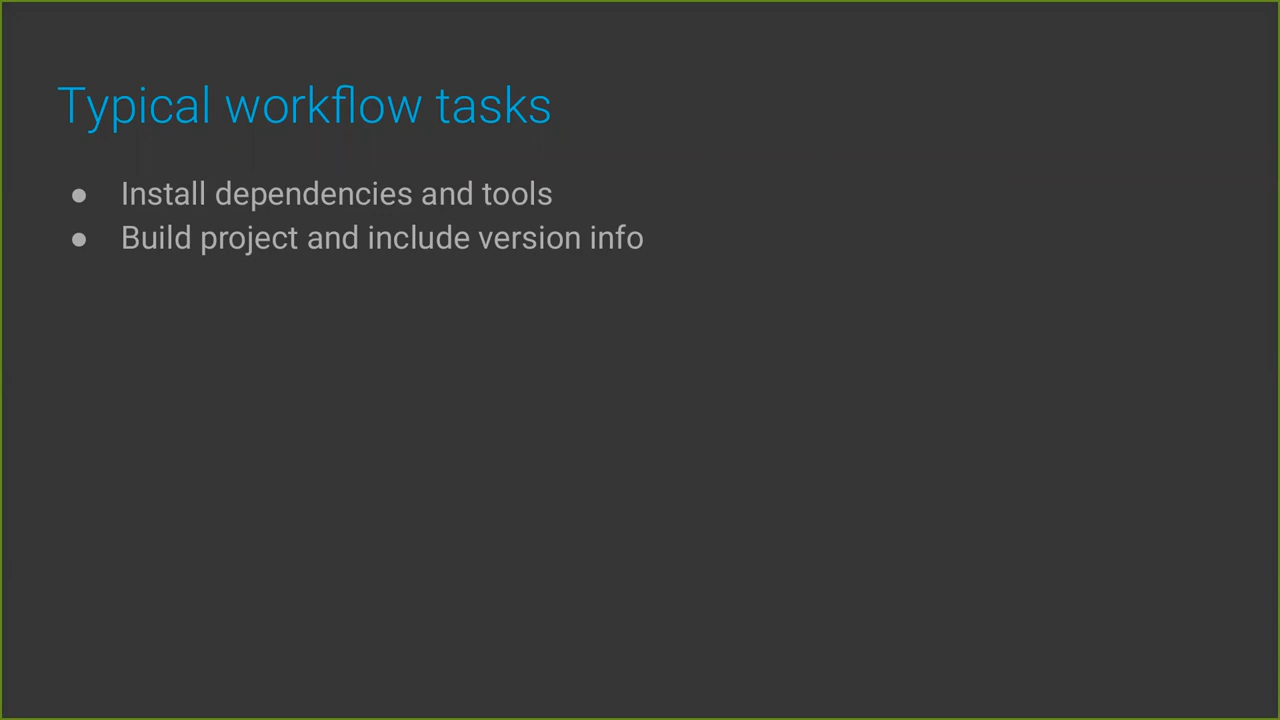 Typical workflow tasks
● Install dependencies and tools
● Build project and include version info